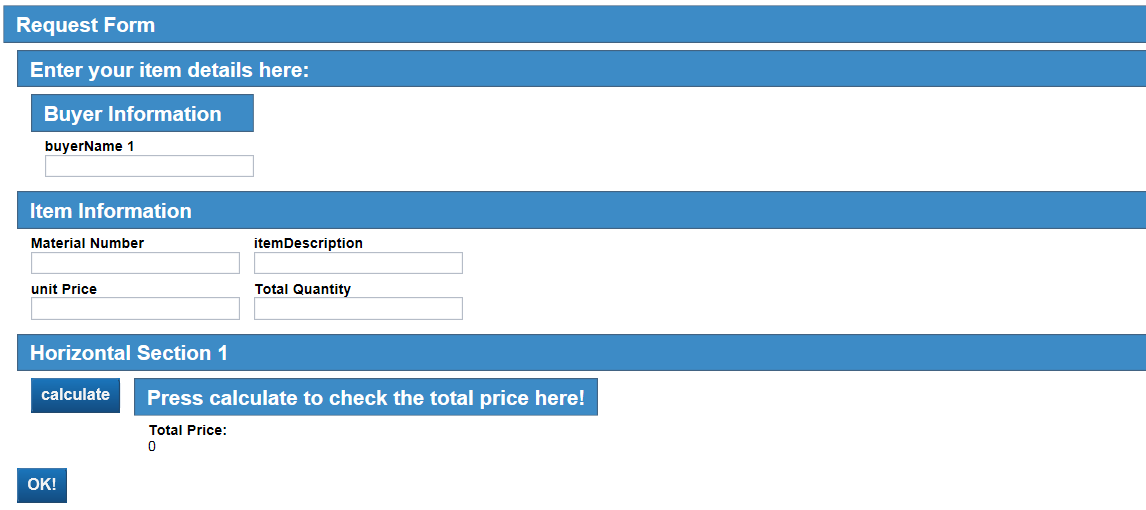 Request Form
Enter your item details here:
Buyer Information
buyerName 1
Item Information
Material Number itemDescription
unit Price Total Quantity
Horizontal Section 1
calculate Press calculate to check the total price here!
Total Price:
0
OK!